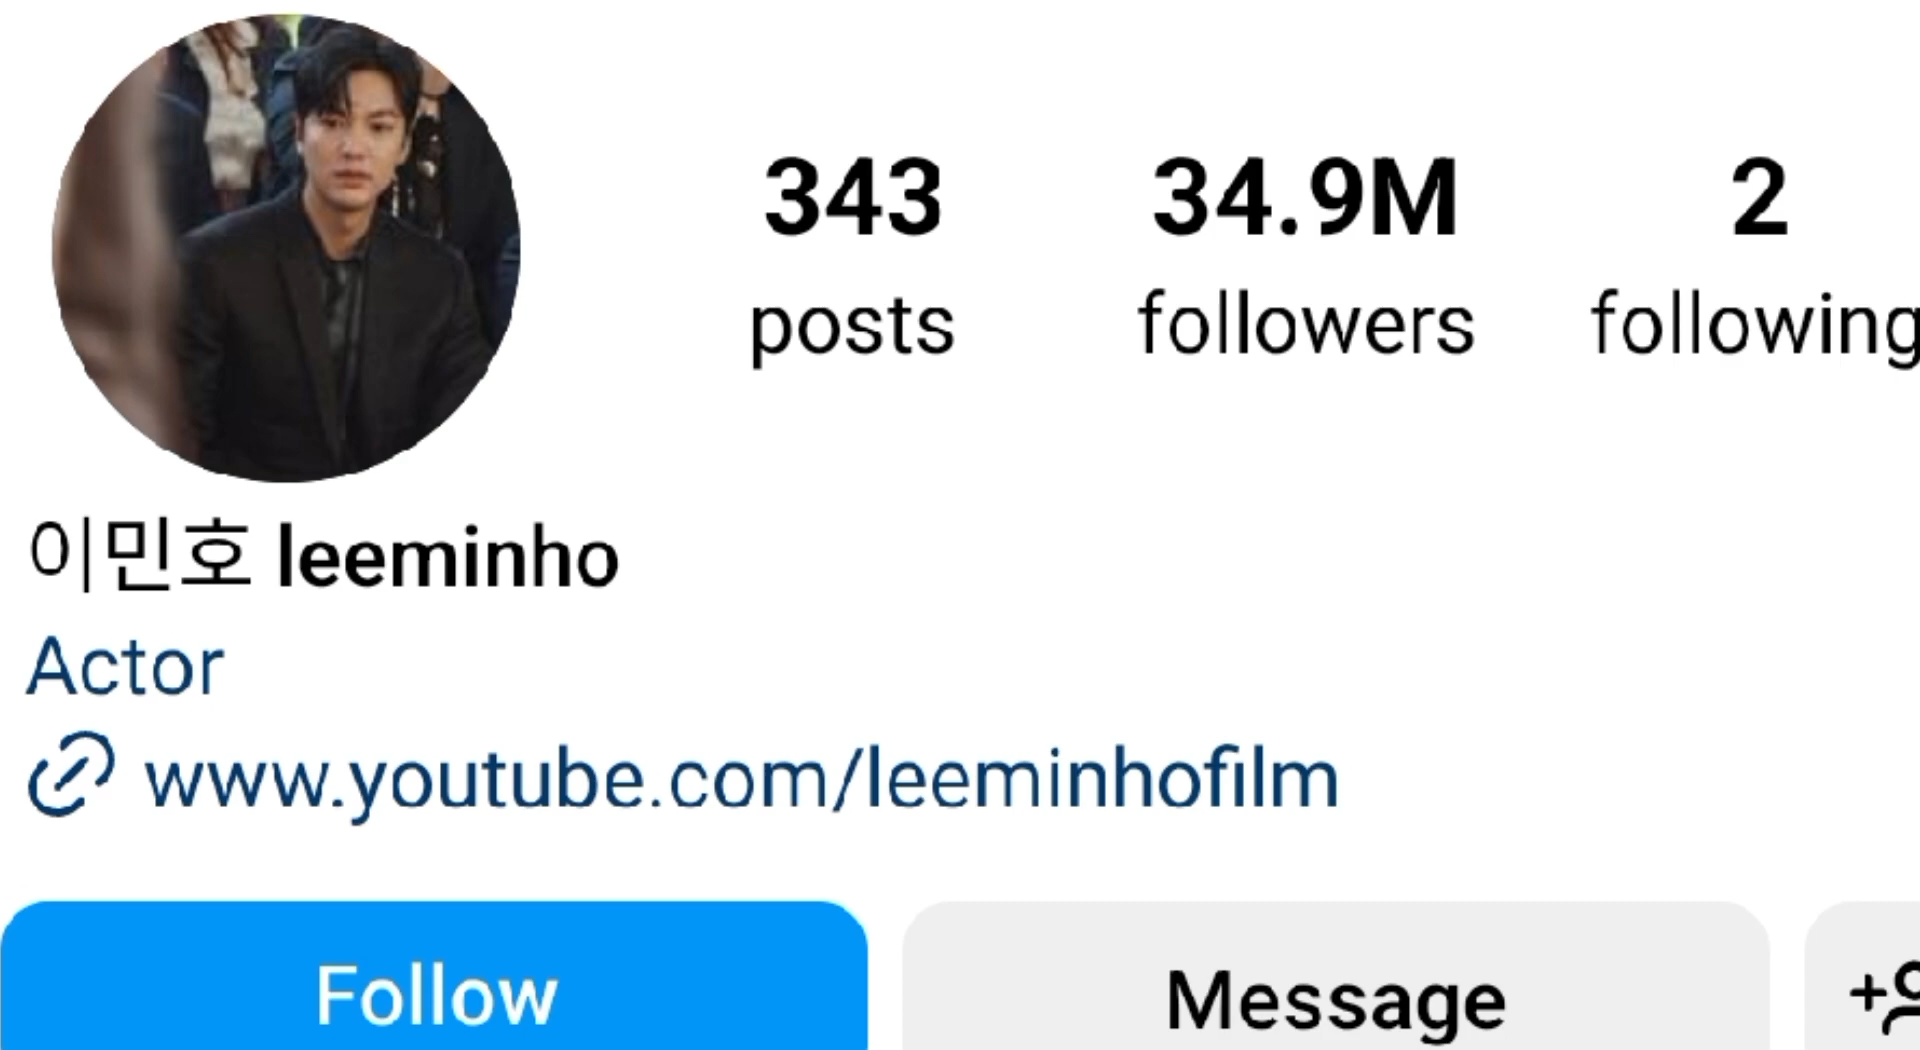 343 34.9M 2
posts followers following
이민호 leeminho
Actor
www.youtube.com/leeminhofilm
Follow Message